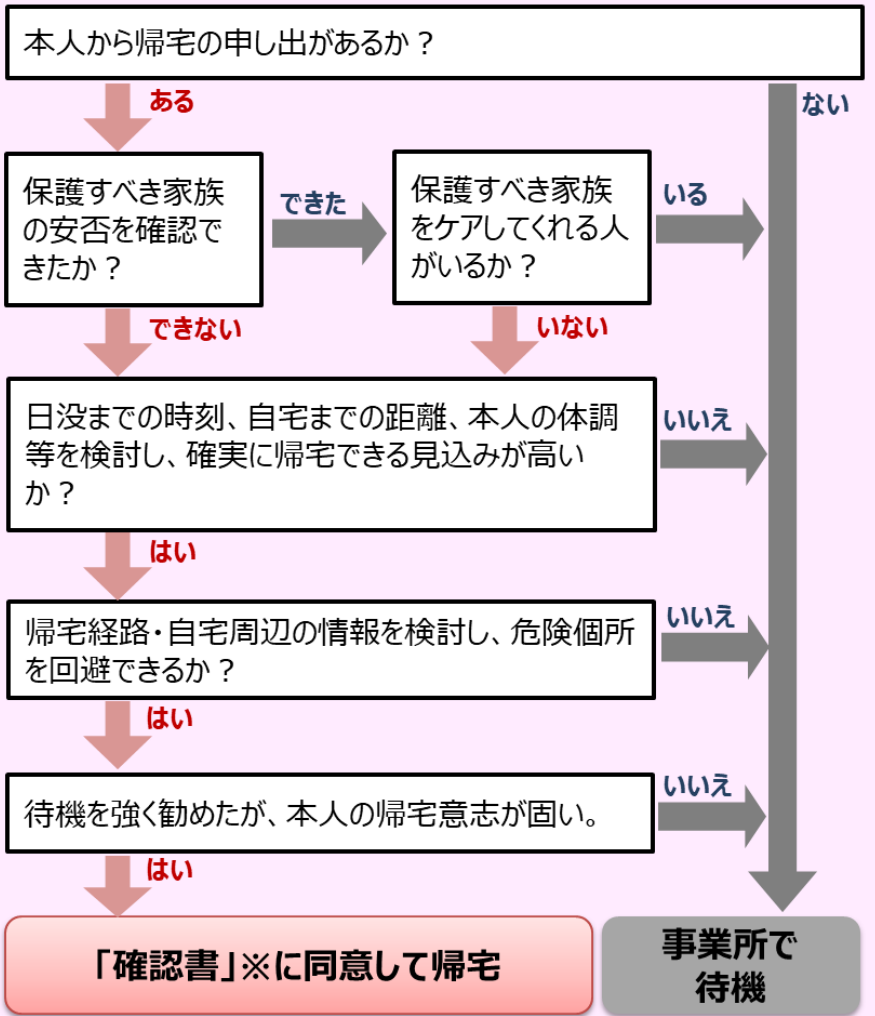 本人から帰宅の申し出があるか？
ある
ない
保護すべき家族
の安否を確認で
きたか？
できた
保護すべき家族
をケアしてくれる人
がいるか？
いる
できない
いない
日没までの時刻、自宅までの距離、本人の体調
等を検討し、確実に帰宅できる見込みが高い
か？
いいえ
はい
帰宅経路・自宅周辺の情報を検討し、危険個所
を回避できるか？
いいえ
はい
待機を強く勧めたが、本人の帰宅意志が固い。
いいえ
はい
「確認書」※に同意して帰宅
事業所で
待機